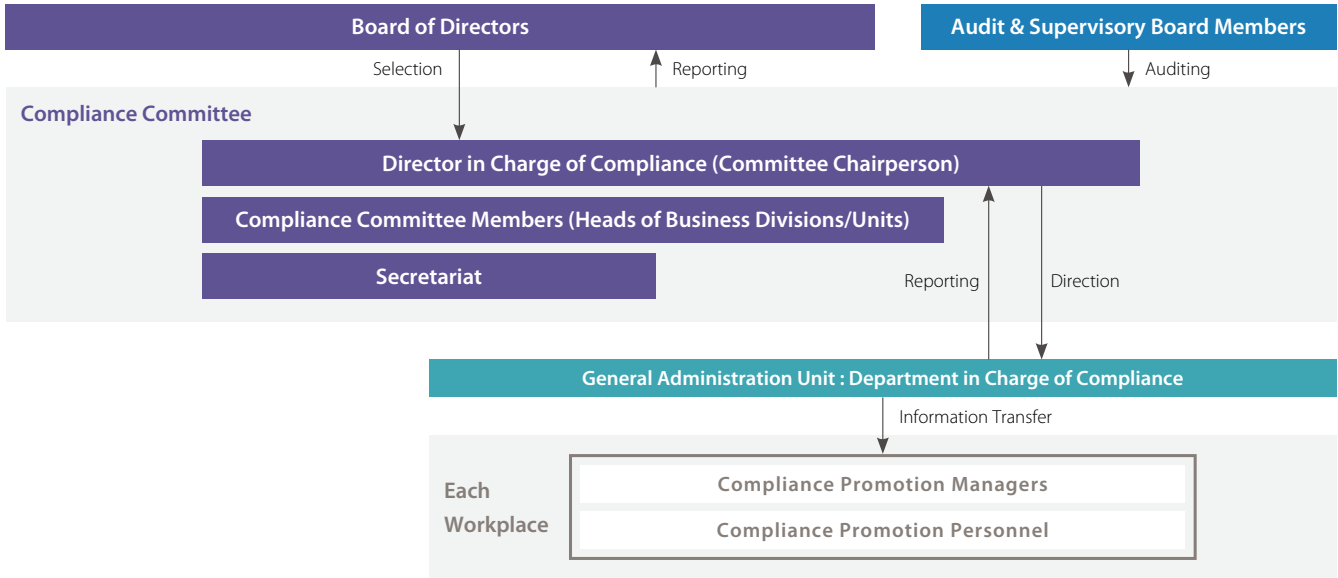 Board of Directors
Audit & Supervisory Board Members
Selection
Reporting
Auditing
Compliance Committee
Director in Charge of Compliance (Committee Chairperson)
Compliance Committee Members (Heads of Business Divisions/Units)
Secretariat
Reporting
Direction
General Administration Unit : Department in Charge of Compliance
Information Transfer
Each
Workplace
Compliance Promotion Managers
Compliance Promotion Personnel